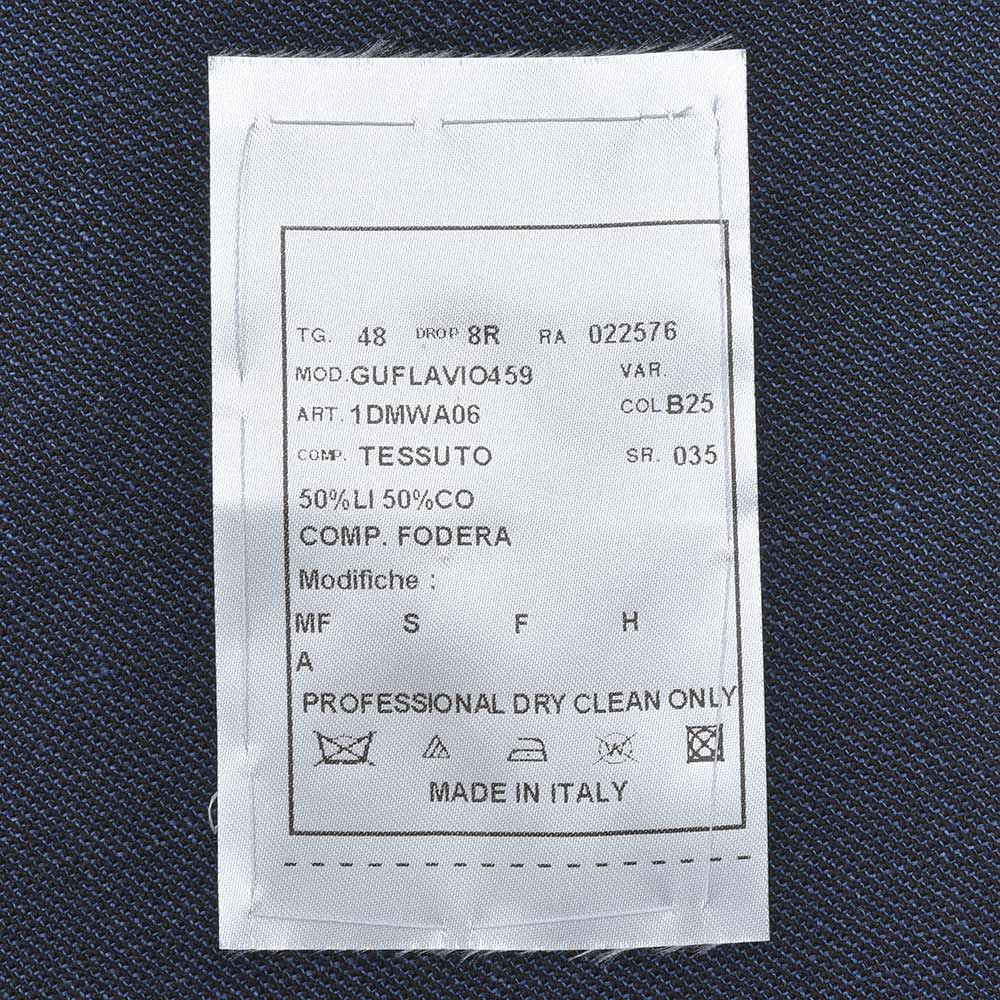 TG. 48 DROP 8R RA 022576
MOD.GUFLAVIO459 VAR.
ART.1DMWA06 COL B25
COMP. TESSUTO SR. 035
50%LI 50%CO
COMP. FODERA
Modifiche :
MF S F H
A
PROFESSIONAL DRY CLEAN ONLY
W
MADE IN ITALY